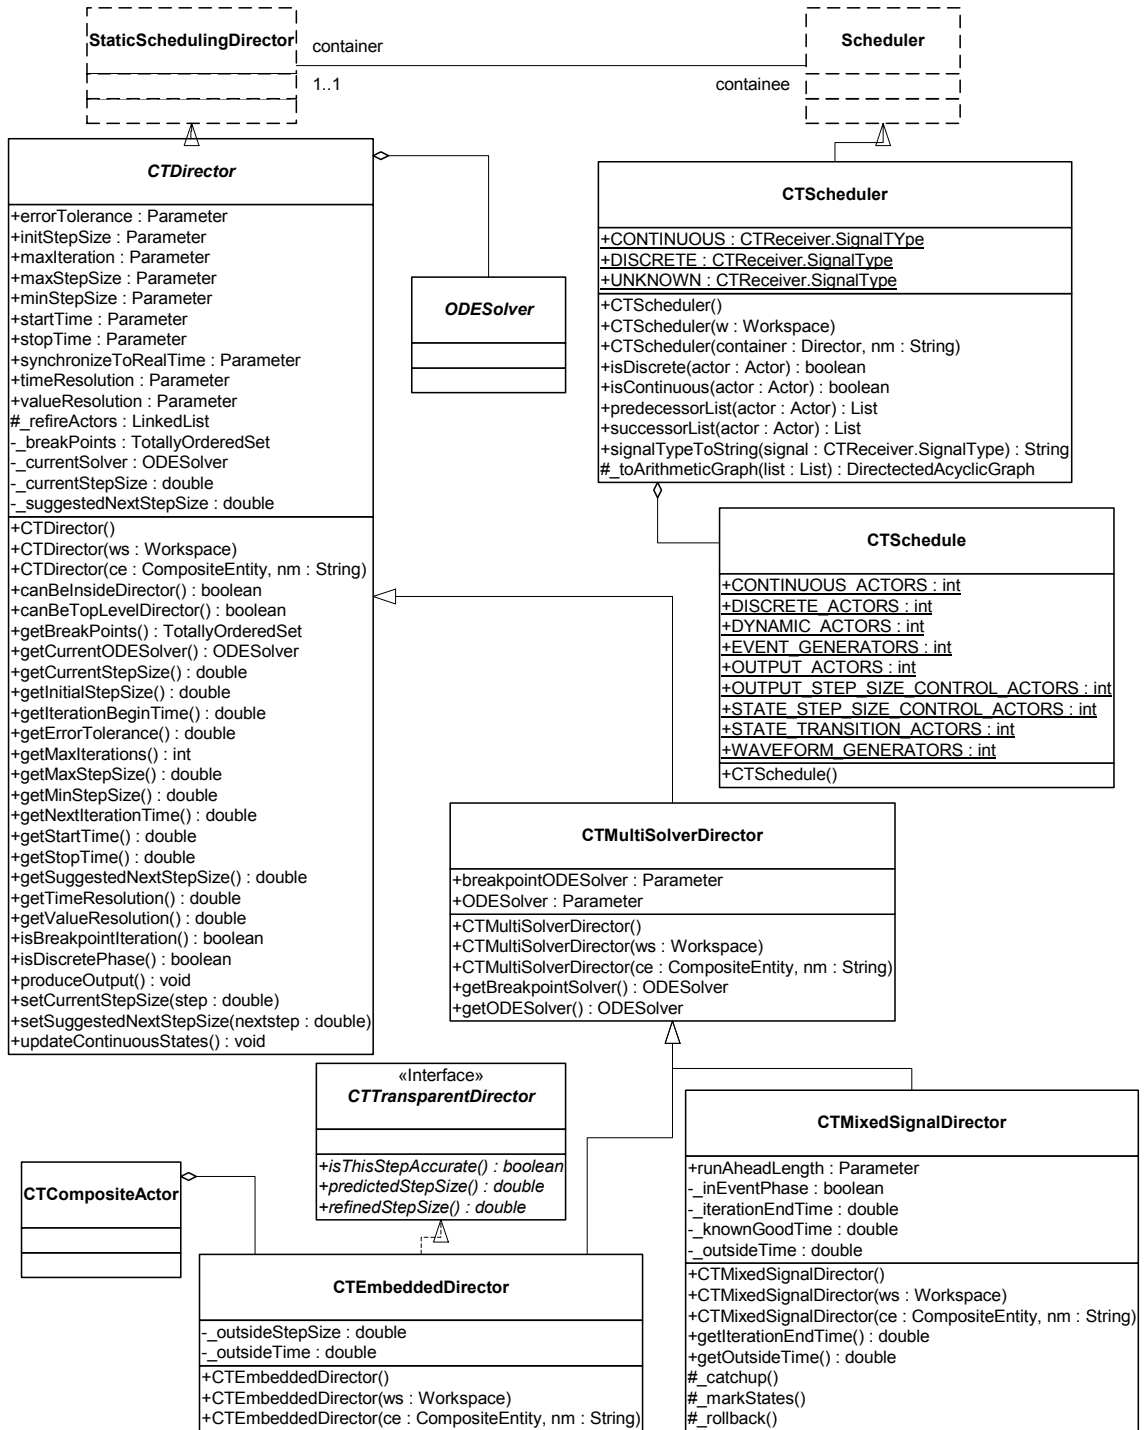 StaticSchedulingDirector
container
1..1
Scheduler
containee
CTDirector
+errorTolerance : Parameter
+initStepSize : Parameter
+maxIteration : Parameter
+maxStepSize : Parameter
+minStepSize : Parameter
+startTime : Parameter
+stopTime : Parameter
+synchronizeToRealTime : Parameter
+timeResolution : Parameter
+valueResolution : Parameter
#_refireActors : LinkedList
-_breakPoints : TotallyOrderedSet
-_currentSolver : ODESolver
-_currentStepSize : double
-_suggestedNextStepSize : double
+CTDirector()
+CTDirector(ws : Workspace)
+CTDirector(ce : CompositeEntity, nm : String)
+canBeInsideDirector() : boolean
+canBeTopLevelDirector() : boolean
+getBreakPoints() : TotallyOrderedSet
+getCurrentODESolver() : ODESolver
+getCurrentStepSize() : double
+getInitialStepSize() : double
+getIterationBeginTime() : double
+getErrorTolerance() : double
+getMaxIterations() : int
+getMaxStepSize() : double
+getMinStepSize() : double
+getNextIterationTime() : double
+getStartTime() : double
+getStopTime() : double
+getSuggestedNextStepSize() : double
+getTimeResolution() : double
+getValueResolution() : double
+isBreakpointIteration() : boolean
+isDiscretePhase() : boolean
+produceOutput() : void
+setCurrentStepSize(step : double)
+setSuggestedNextStepSize(nextstep : double)
+updateContinuousStates() : void
ODESolver
CTScheduler
+CONTINUOUS : CTReceiver.SignalTYpe
+DISCRETE : CTReceiver.SignalType
+UNKNOWN : CTReceiver.SignalType
+CTScheduler()
+CTScheduler(w : Workspace)
+CTScheduler(container : Director, nm : String)
+isDiscrete(actor : Actor) : boolean
+isContinuous(actor : Actor) : boolean
+predecessorList(actor : Actor) : List
+successorList(actor : Actor) : List
+signalTypeToString(signal : CTReceiver.SignalType) : String
#_toArithmeticGraph(list : List) : DirectectedAcyclicGraph
CTSchedule
+CONTINUOUS_ACTORS : int
+DISCRETE_ACTORS : int
+DYNAMIC_ACTORS : int
+EVENT_GENERATORS : int
+OUTPUT_ACTORS : int
+OUTPUT_STEP_SIZE_CONTROL_ACTORS : int
+STATE_STEP_SIZE_CONTROL_ACTORS : int
+STATE_TRANSITION_ACTORS : int
+WAVEFORM_GENERATORS : int
+CTSchedule()
CTMultiSolverDirector
+breakpointODESolver : Parameter
+ODESolver : Parameter
+CTMultiSolverDirector()
+CTMultiSolverDirector(ws : Workspace)
+CTMultiSolverDirector(ce : CompositeEntity, nm : String)
+getBreakpointSolver() : ODESolver
+getODESolver() : ODESolver
«Interface»
CTTransparentDirector
+isThisStepAccurate() : boolean
+predictedStepSize() : double
+refinedStepSize() : double
CTCompositeActor
CTEmbeddedDirector
-_outsideStepSize : double
-_outsideTime : double
+CTEmbeddedDirector()
+CTEmbeddedDirector(ws : Workspace)
+CTEmbeddedDirector(ce : CompositeEntity, nm : String)
CTMixedSignalDirector
+runAheadLength : Parameter
-_inEventPhase : boolean
-_iterationEndTime : double
-_knownGoodTime : double
-_outsideTime : double
+CTMixedSignalDirector()
+CTMixedSignalDirector(ws : Workspace)
+CTMixedSignalDirector(ce : CompositeEntity, nm : String)
+getIterationEndTime() : double
+getOutsideTime() : double
#_catchup()
#_markStates()
#_rollback()